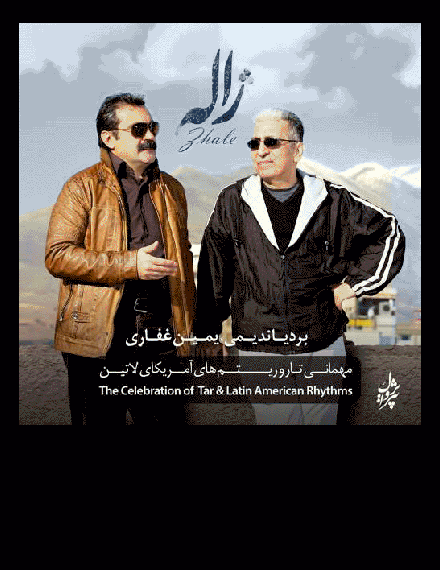 ژاله
Zhale
بردیا ندیمی یمین غفاری
مهمانی تار و ریتم‌های آمریکای لاتین
The Celebration of Tar & Latin American Rhythms